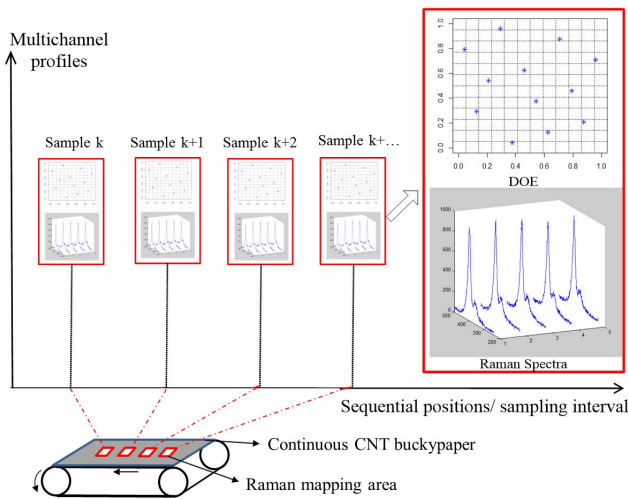 Multichannel
profiles
Sample k
Sample k+1
Sample k+2
Sample k+…
1.0
0.8
0.6
0.4
0.2
0.0
0.0 0.2 0.4 0.6 0.8 1.0
DOE
1000
800
600
400
200
0
500
400
300
200
1 2 3 4 5
Raman Spectra
Sequential positions/ sampling interval
Continuous CNT buckypaper
Raman mapping area